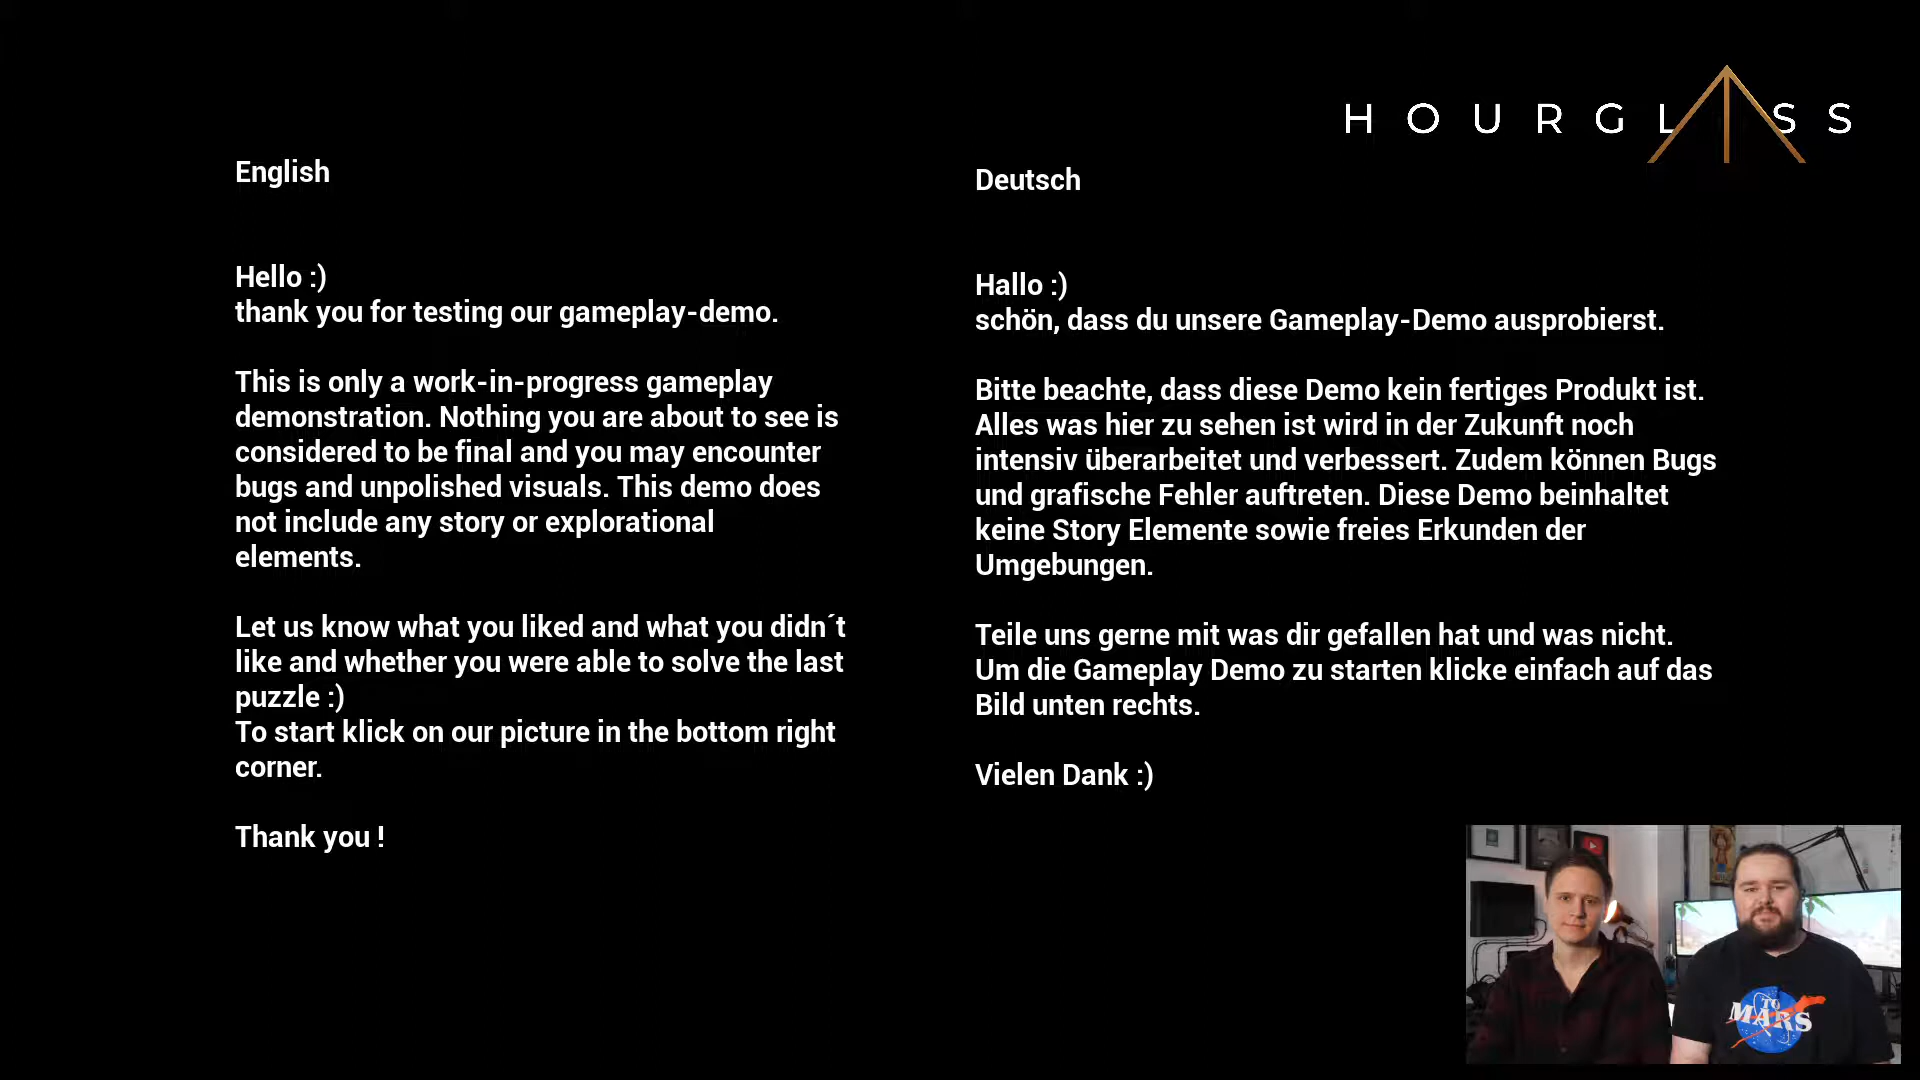 HOURGLASS
English
Hello :)
thank you for testing our gameplay-demo.
This is only a work-in-progress gameplay
demonstration. Nothing you are about to see is
considered to be final and you may encounter
bugs and unpolished visuals. This demo does
not include any story or explorational
elements.
Let us know what you liked and what you didn´t
like and whether you were able to solve the last
puzzle :)
To start klick on our picture in the bottom right
corner.
Thank you !
Deutsch
Hallo :)
schön, dass du unsere Gameplay-Demo ausprobierst.
Bitte beachte, dass diese Demo kein fertiges Produkt ist.
Alles was hier zu sehen ist wird in der Zukunft noch
intensiv überarbeitet und verbessert. Zudem können Bugs
und grafische Fehler auftreten. Diese Demo beinhaltet
keine Story Elemente sowie freies Erkunden der
Umgebungen.
Teile uns gerne mit was dir gefallen hat und was nicht.
Um die Gameplay Demo zu starten klicke einfach auf das
Bild unten rechts.
Vielen Dank :)
TO
MARS